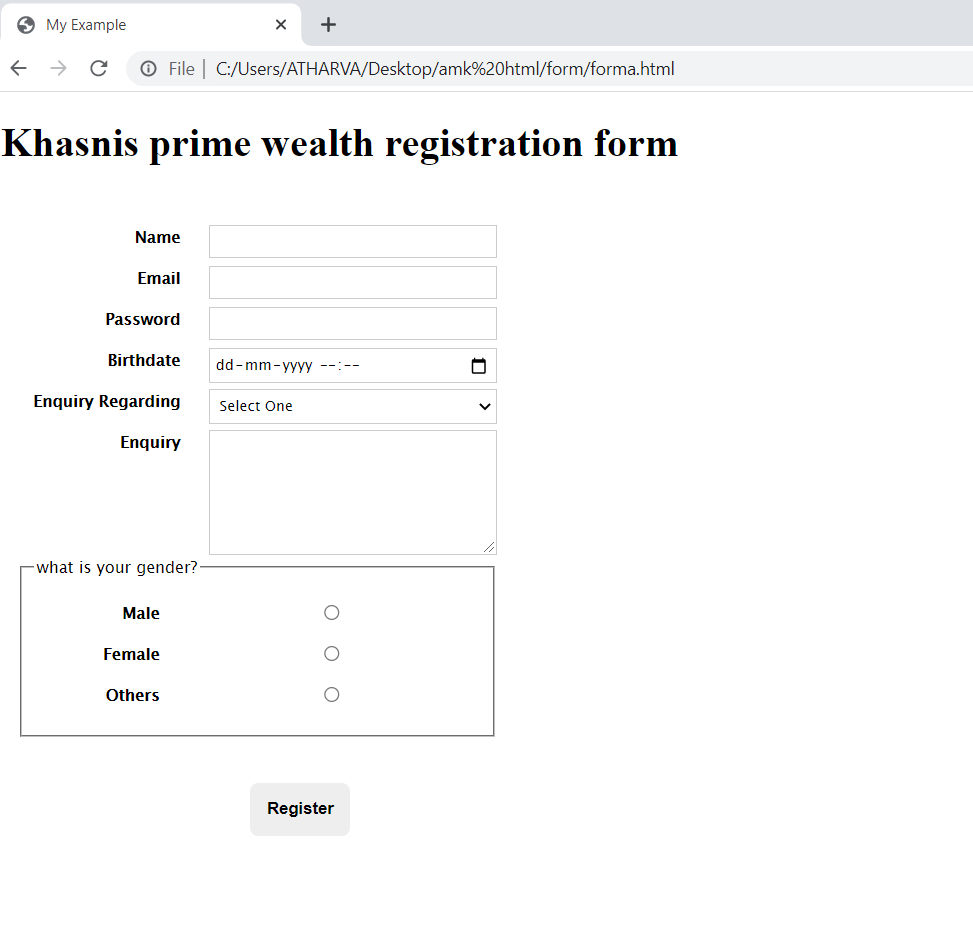 My Example
File | C:/Users/ATHARVA/Desktop/amk%20html/form/forma.html
Khasnis prime wealth registration form
Name
Email
Password
Birthdate dd-mm-yyyy --:--
Enquiry Regarding Select One
Enquiry
what is your gender?
Male
Female
Others
Register